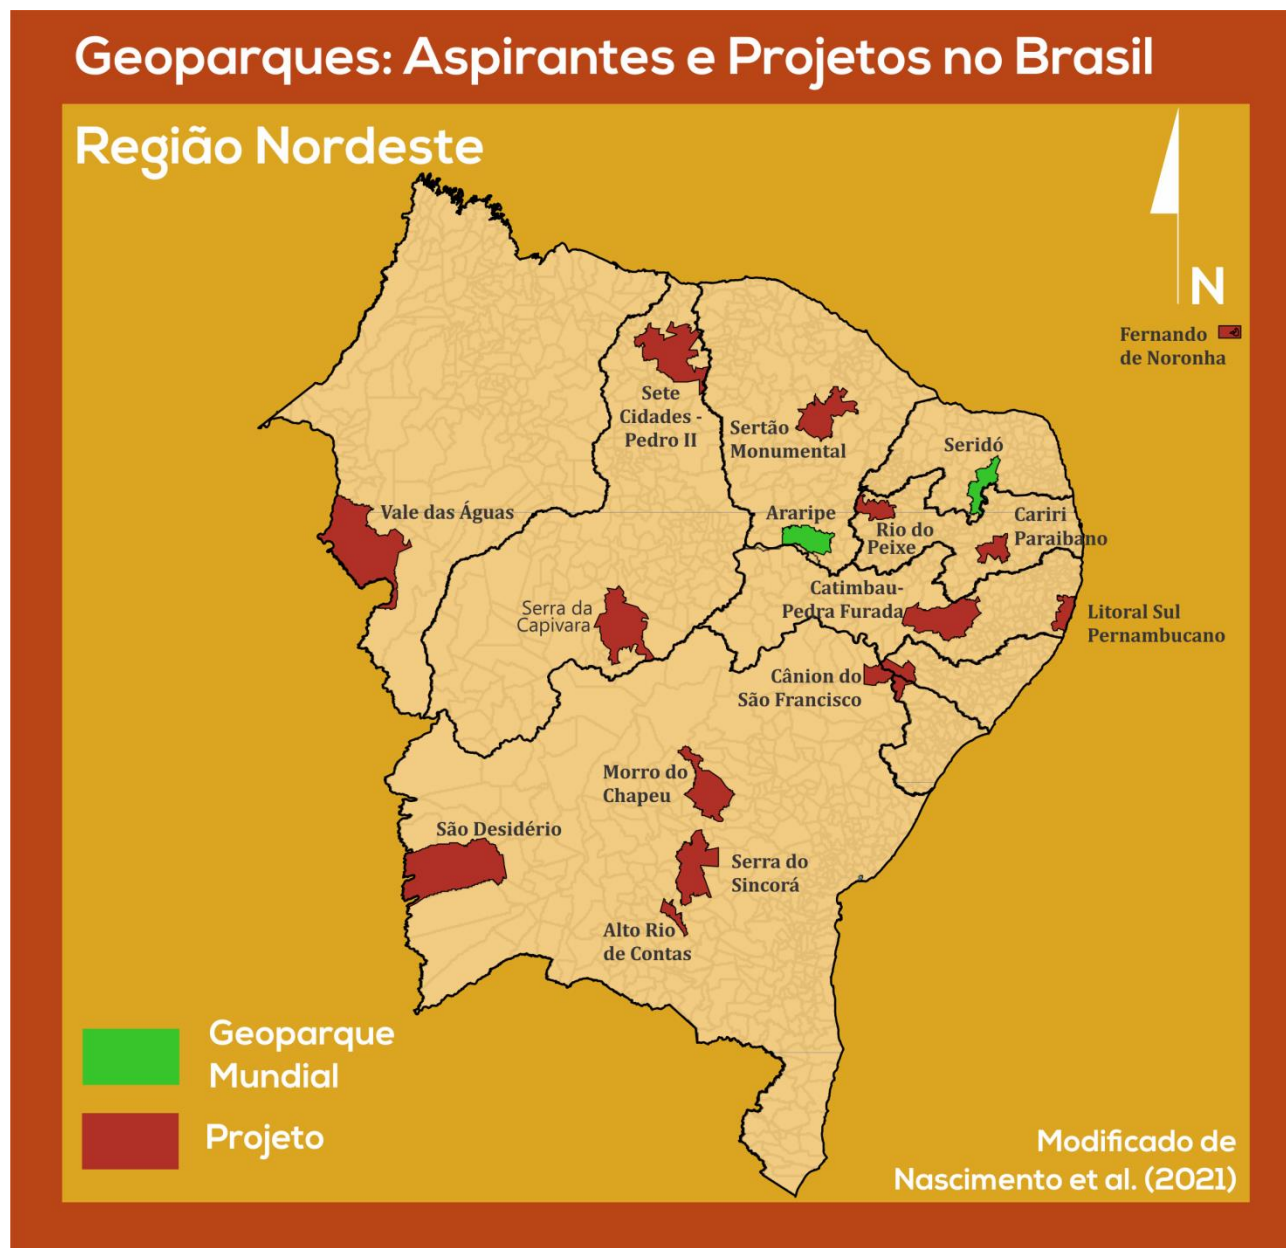 Geoparques: Aspirantes e Projetos no Brasil
Região Nordeste
N
Fernando
de Noronha
Sete
Cidades -
Pedro II
Sertão
Monumental
Seridó
Vale das Águas
Araripe
Rio do
Peixe
Cariri
Paraibano
Serra da
Capivara
Catimbau-
Pedra Furada
Litoral Sul
Pernambucano
Cânion do
São Francisco
Morro do
Chapeu
São Desidério
Serra do
Sincorá
Alto Rio
de Contas
Geoparque
Mundial
Projeto
Modificado de
Nascimento et al. (2021)